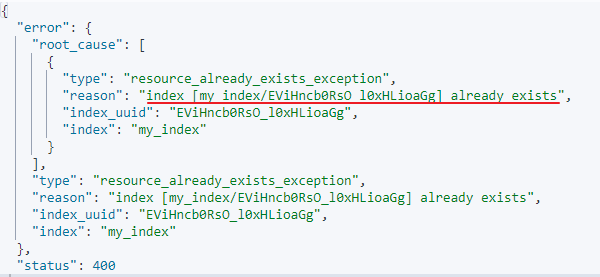 {
"error": {
"root_cause": [
{
"type": "resource_already_exists_exception",
"reason": "index [my_index/EViHncb0RsO_l0xHLioaGg] already exists",
"index_uuid": "EViHncb0RsO_l0xHLioaGg",
"index": "my_index"
}
],
"type": "resource_already_exists_exception",
"reason": "index [my_index/EViHncb0RsO_l0xHLioaGg] already exists",
"index_uuid": "EViHncb0RsO_l0xHLioaGg",
"index": "my_index"
},
"status": 400